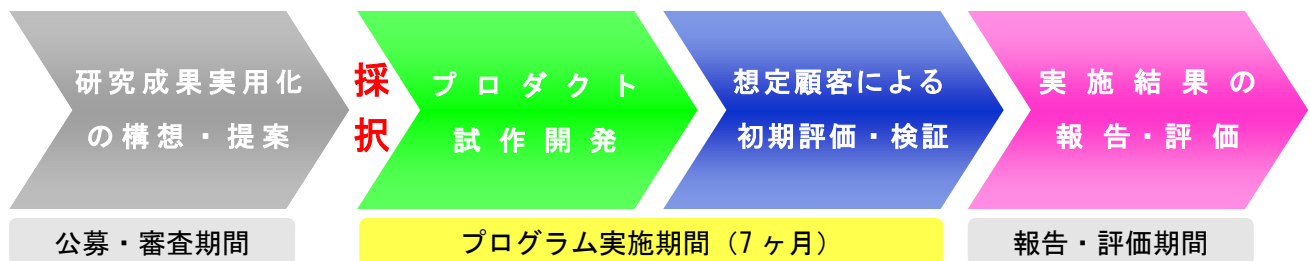 研究成果実用化
の構想・提案
採
択
プロダクト
試作開発
想定顧客による
初期評価・検証
実施結果の
報告・評価
公募・審査期間
プログラム実施期間（7ヶ月）
報告・評価期間